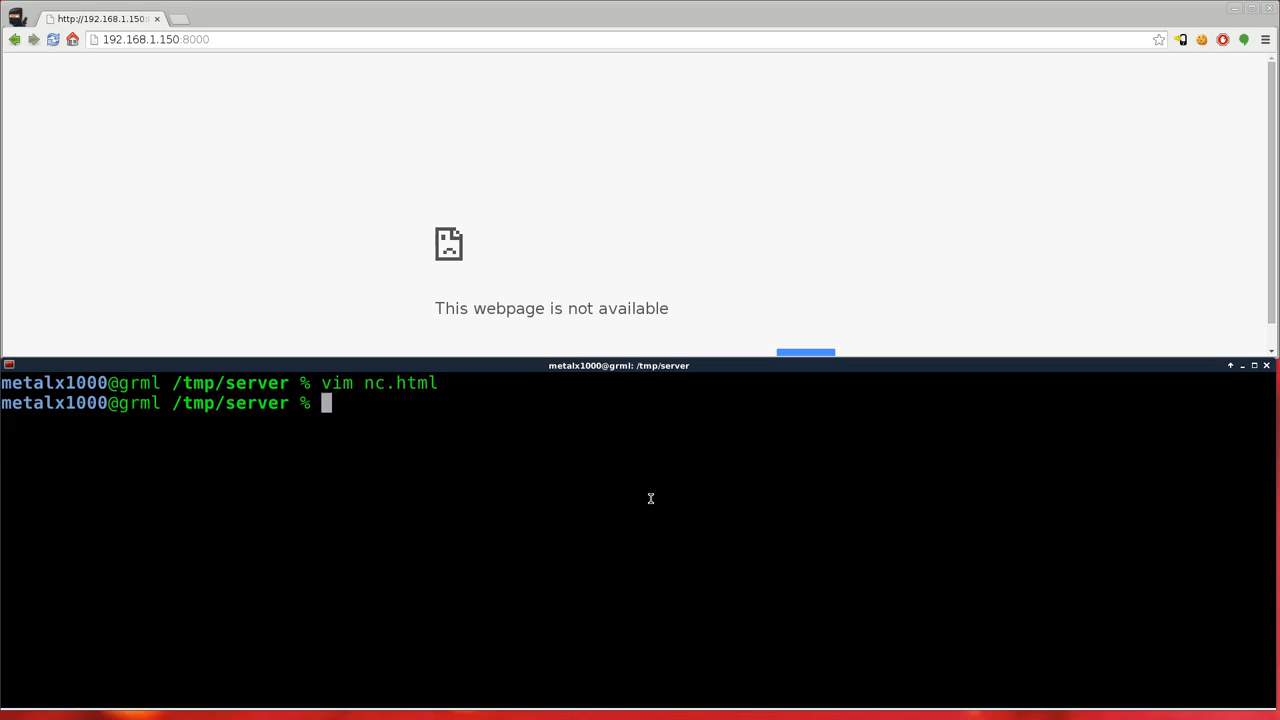 http://192.168.1.150:
192.168.1.150:8000
This webpage is not available
metalx1000@grml: /tmp/server
metalx1000@grml /tmp/server % vim nc.html
metalx1000@grml /tmp/server %